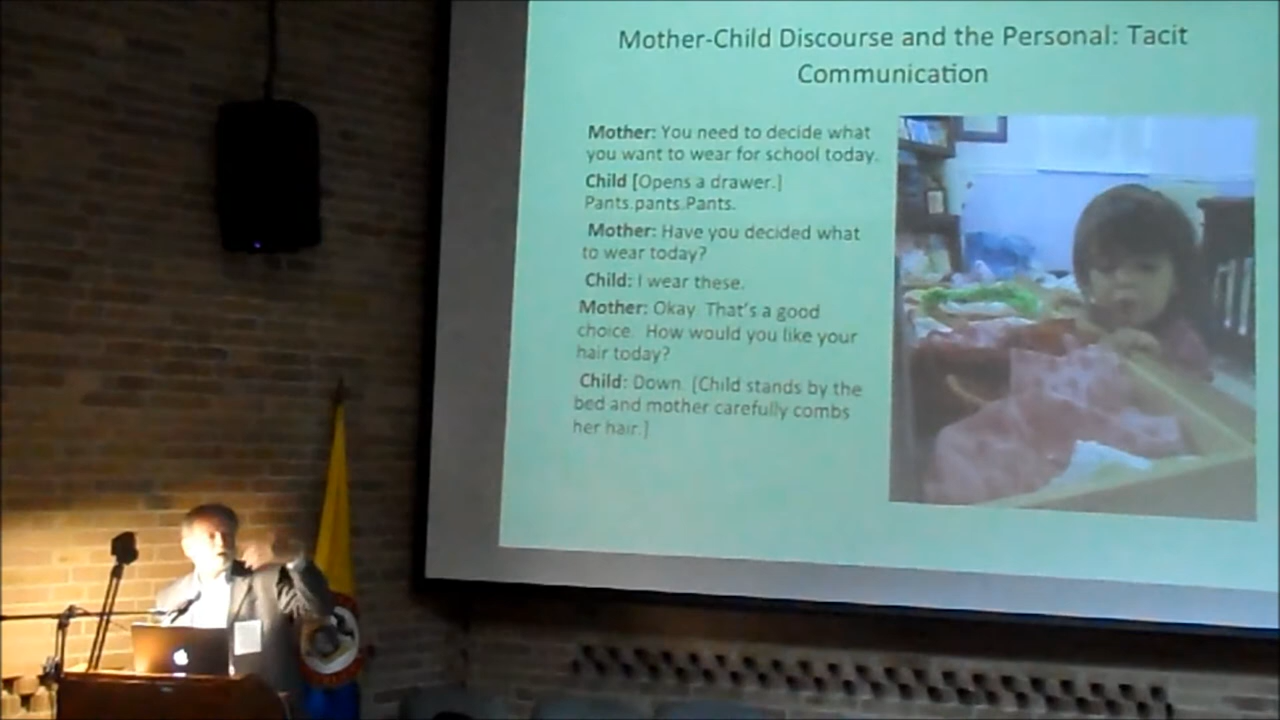 Mother-Child Discourse and the Personal: Tacit
Communication
Mother: You need to decide what
you want to wear for school today.
Child [Opens a drawer.]
Pants.pants.Pants.
Mother: Have you decided what
to wear today?
Child: I wear these.
Mother: Okay. That's a good
choice. How would you like your
hair today?
Child: Down. [Child stands by the
bed and mother carefully combs
her hair.]